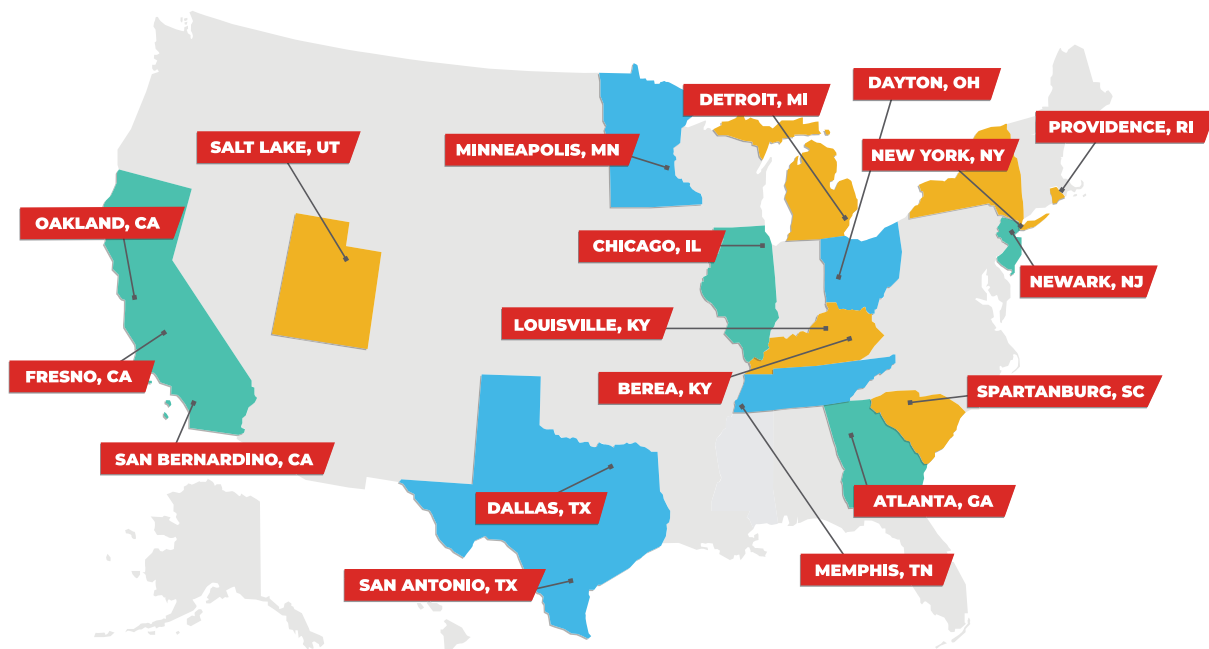 DAYTON, OH
DETROIT, MI
PROVIDENCE, RI
SALT LAKE, UT
MINNEAPOLIS, MN
NEW YORK, NY
OAKLAND, CA
CHICAGO, IL
NEWARK, NJ
LOUISVILLE, KY
FRESNO, CA
BEREA, KY
SPARTANBURG, SC
SAN BERNARDINO, CA
DALLAS, TX
ATLANTA, GA
MEMPHIS, TN
SAN ANTONIO, TX